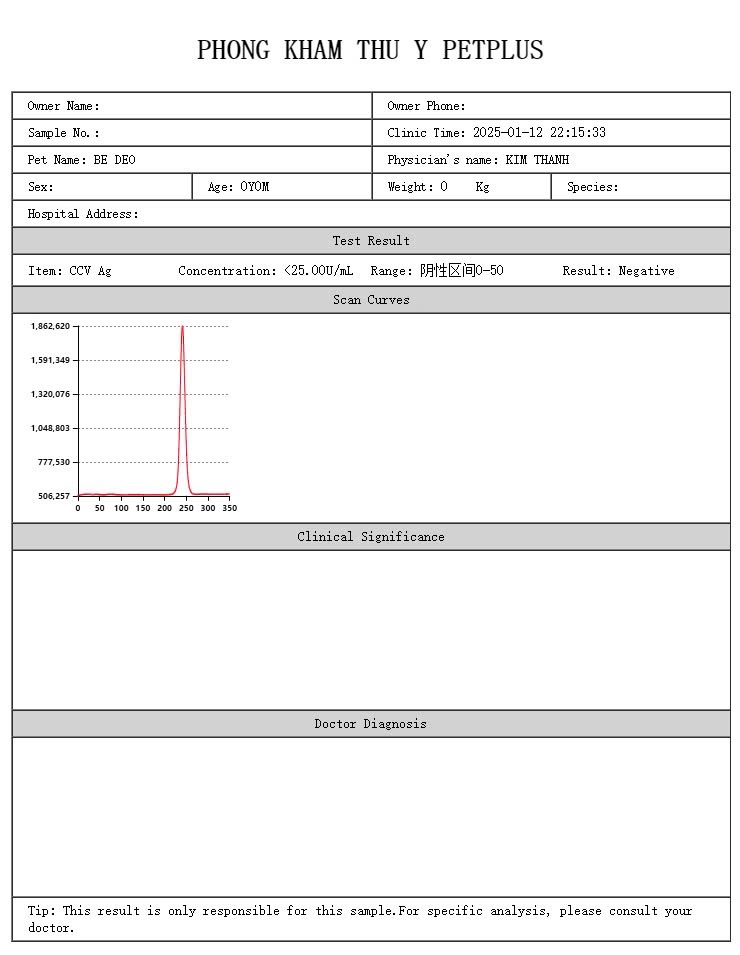 PHONG KHAM THU Y PETPLUS
Owner Name: Owner Phone:
Sample No.: Clinic Time: 2025-01-12 22:15:33
Pet Name: BE DEO Physician's name: KIM THANH
Sex: Age: 0Y0M Weight: 0 Kg Species:
Hospital Address:
Test Result
Item: CCV Ag Concentration: <25.00U/mL Range: 阴性区间0-50 Result: Negative
Scan Curves
1,862,620
1,591,349
1,320,076
1,048,803
777,530
506,257
0 50 100 150 200 250 300 350
Clinical Significance
Doctor Diagnosis
Tip: This result is only responsible for this sample.For specific analysis, please consult your
doctor.